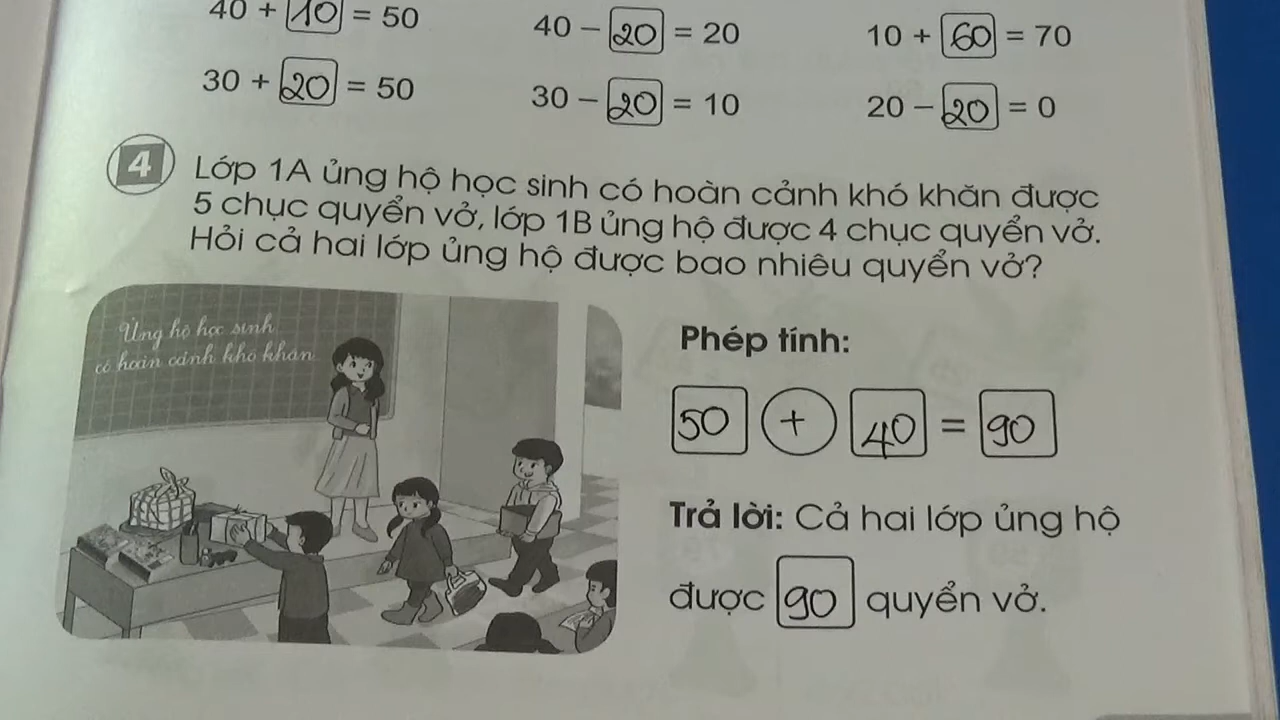 40 + 10 = 50
40 – 20 = 20
10 + 60 = 70
30 + 20 = 50
30 – 20 = 10
20 – 20 = 0
4 Lớp 1A ủng hộ học sinh có hoàn cảnh khó khăn được
5 chục quyển vở, lớp 1B ủng hộ được 4 chục quyển vở.
Hỏi cả hai lớp ủng hộ được bao nhiêu quyển vở?
Ủng hộ học sinh
có hoàn cảnh khó khăn
Phép tính:
50 + 40 = 90
Trả lời: Cả hai lớp ủng hộ
được 90 quyển vở.